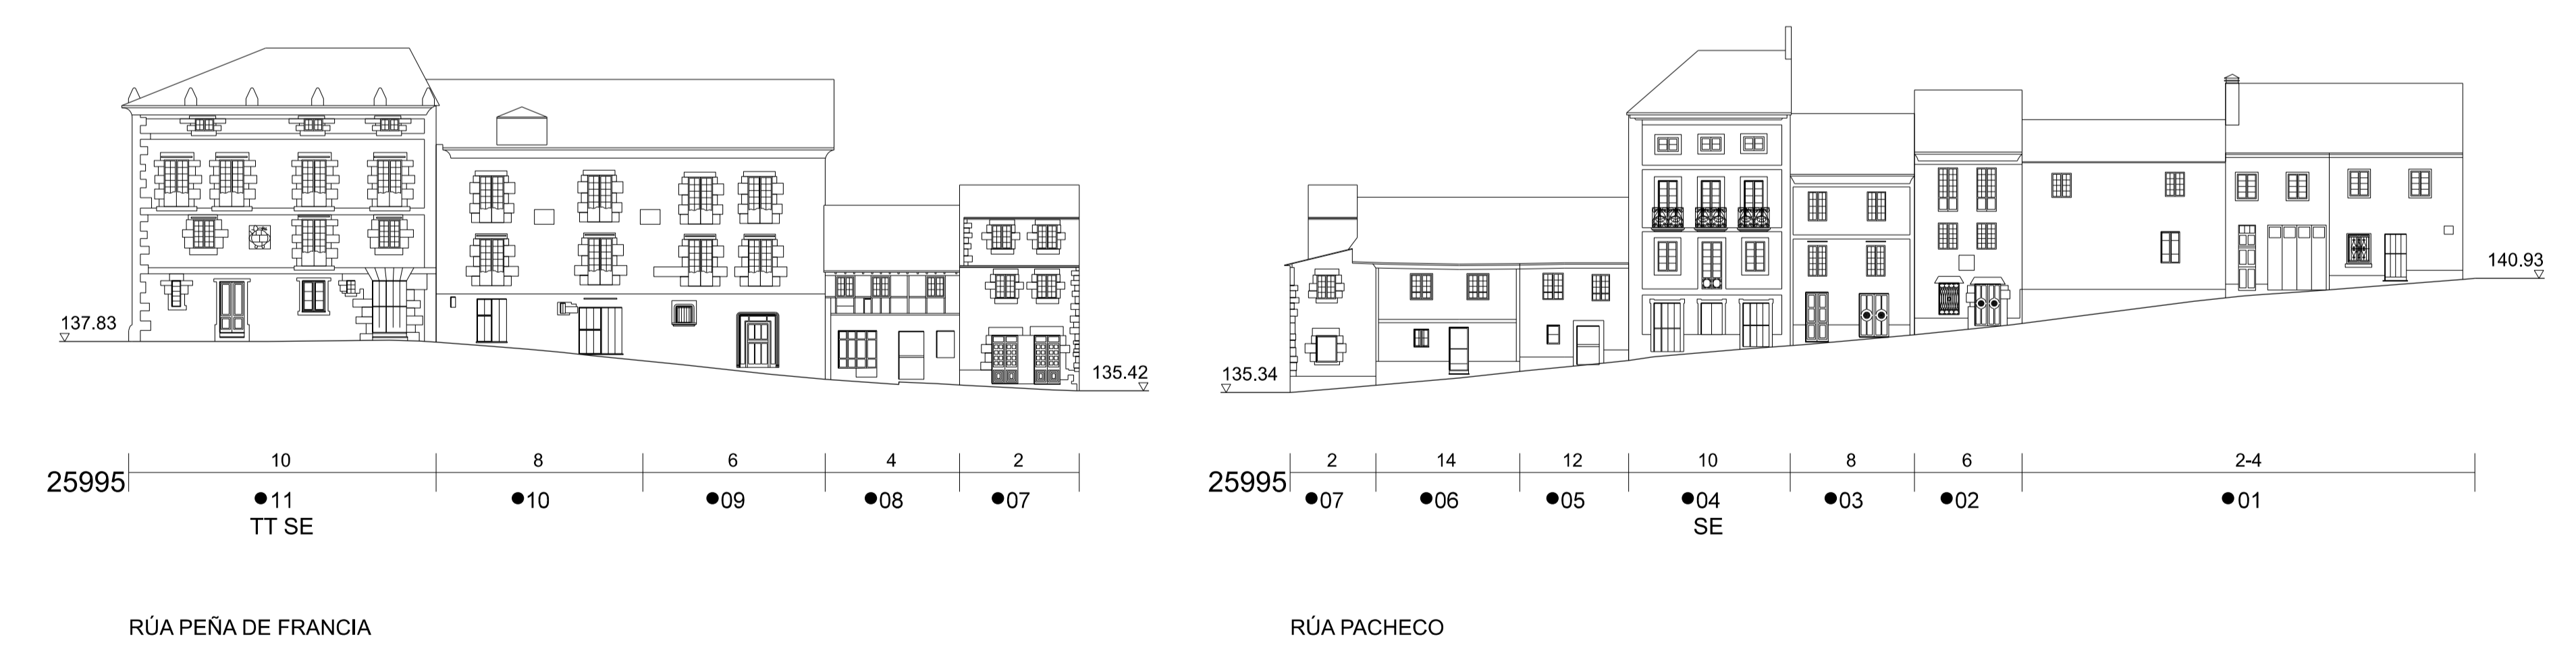 137.83
135.42
135.34
140.93
10 8 6 4 2
25995
●11 ●10 ●09 ●08 ●07
TT SE
2 14 12 10 8 6 2-4
25995
●07 ●06 ●05 ●04 ●03 ●02 ●01
SE
RÚA PEÑA DE FRANCIA
RÚA PACHECO